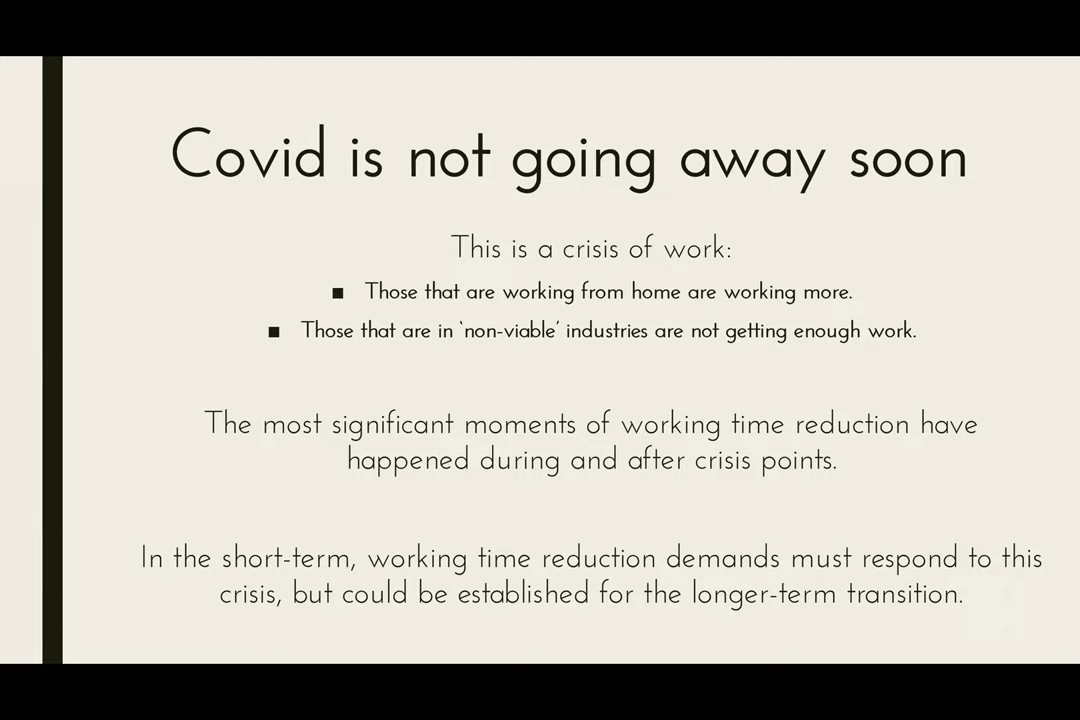 Covid is not going away soon
This is a crisis of work:
▪ Those that are working from home are working more.
▪ Those that are in ‘non-viable’ industries are not getting enough work.
The most significant moments of working time reduction have
happened during and after crisis points.
In the short-term, working time reduction demands must respond to this
crisis, but could be established for the longer-term transition.